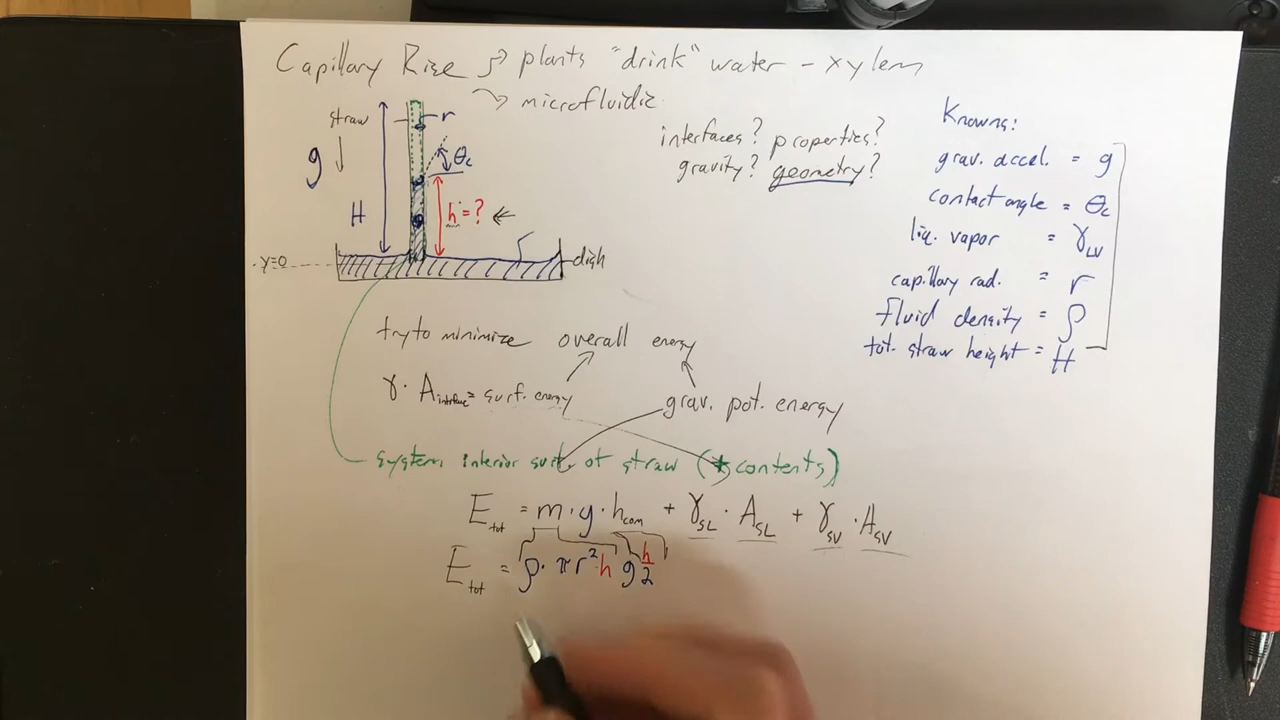 Capillary Rise → plants "drink" water - xylem
→ microfluidic
straw
r
g
θc
H
h = ?
y=0
dish
interfaces? properties?
gravity? geometry?
Knowns:
grav. accel. = g
contact angle = θc
liq. vapor = γLV
capillary rad. = r
fluid density = ρ
tot. straw height = H
try to minimize overall energy
γ · Ainterface = surf. energy
grav. pot. energy
system: interior surf. of straw (+ contents)
Etot = m · g · hcom + γSL · ASL + γSV · ASV
Etot = ρ · πr²h g h/2